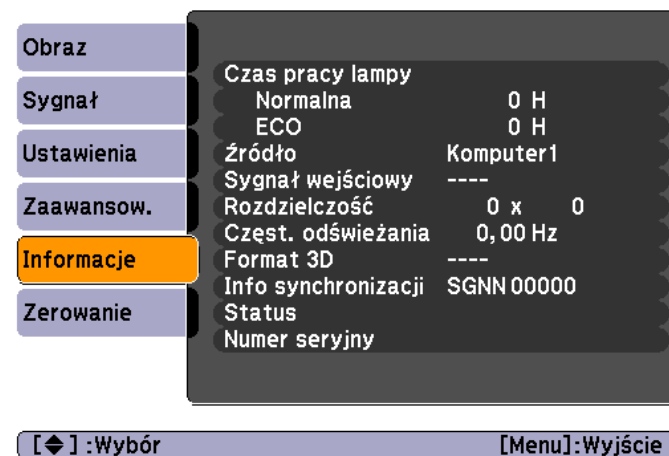 Obraz
Sygnał
Ustawienia
Zaawansow.
Informacje
Zerowanie
Czas pracy lampy
Normalna 0 H
ECO 0 H
Źródło Komputer1
Sygnał wejściowy ----
Rozdzielczość 0 x 0
Częst. odświeżania 0,00 Hz
Format 3D ----
Info synchronizacji SGNN 00000
Status
Numer seryjny
[◆] :Wybór [Menu]:Wyjście